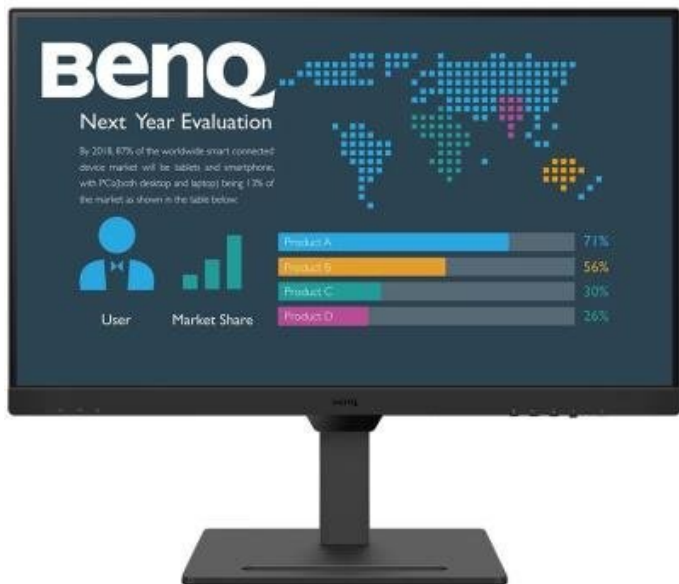 BenQ
Next Year Evaluation
By 2018, 87% of the worldwide smart connected
device market will be tablets and smartphone,
with PCs(both desktop and laptop) being 13% of
the market as shown in the table below:
User
Market Share
Product A 71%
Product B 56%
Product C 30%
Product D 26%
BenQ